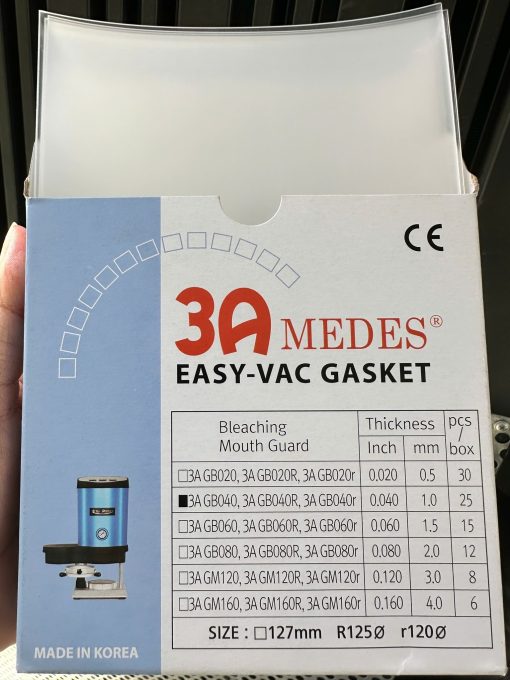 CE
3A MEDES®
EASY-VAC GASKET
Bleaching Mouth Guard Thickness pcs / box
Inch mm
□3A GB020, 3A GB020R, 3A GB020r 0.020 0.5 30
■3A GB040, 3A GB040R, 3A GB040r 0.040 1.0 25
□3A GB060, 3A GB060R, 3A GB060r 0.060 1.5 15
□3A GB080, 3A GB080R, 3A GB080r 0.080 2.0 12
□3A GM120, 3A GM120R, 3A GM120r 0.120 3.0 8
□3A GM160, 3A GM160R, 3A GM160r 0.160 4.0 6
SIZE : □127mm R125Ø r120Ø
MADE IN KOREA